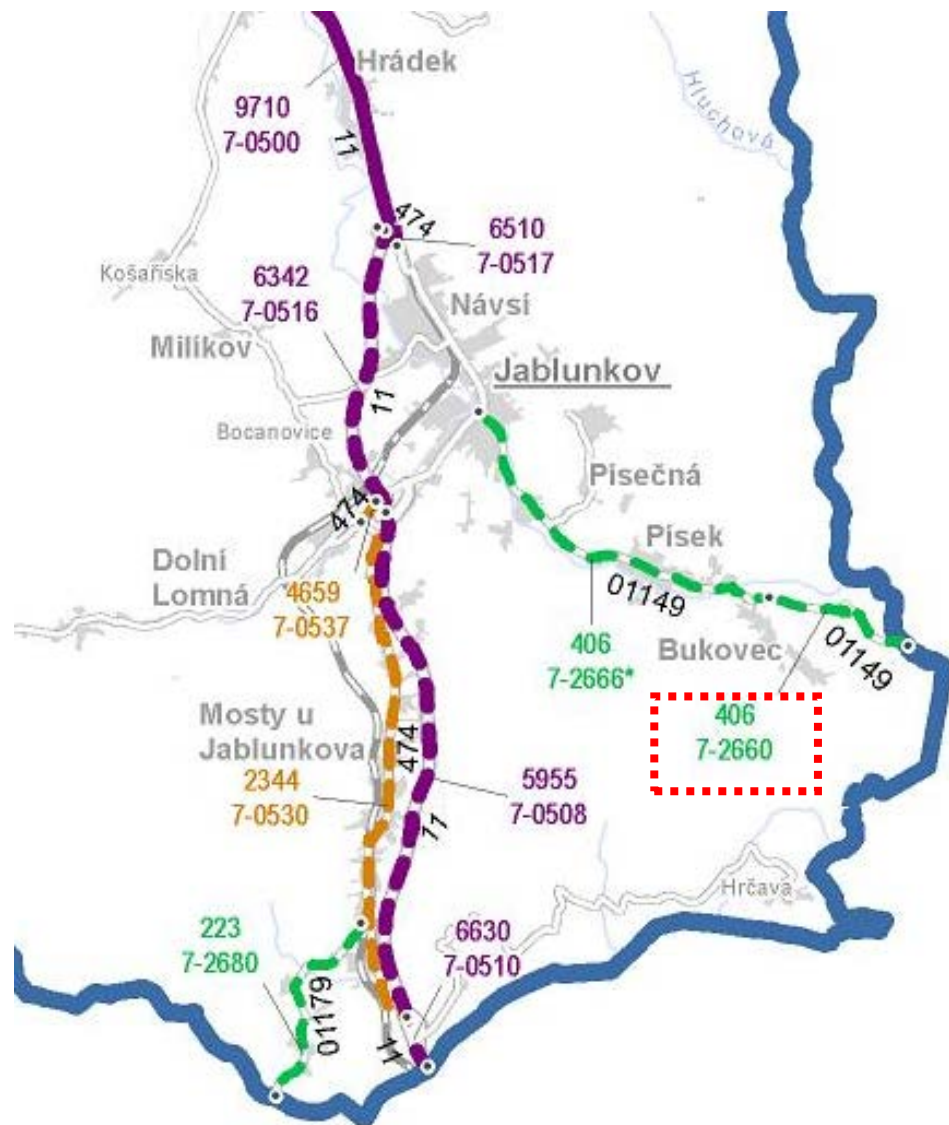 Hrádek
9710
7-0500
11
Hluchová
474
6510
7-0517
Košařiska
6342
7-0516
Návsí
Milíkov
Jablunkov
11
Bocanovice
Písečná
474
Písek
Dolní
Lomná
4659
7-0537
01149
406
7-2666*
Bukovec
01149
406
7-2660
Mosty u
Jablunkova
474
2344
7-0530
5955
7-0508
11
Hrčava
223
7-2680
6630
7-0510
01179
11